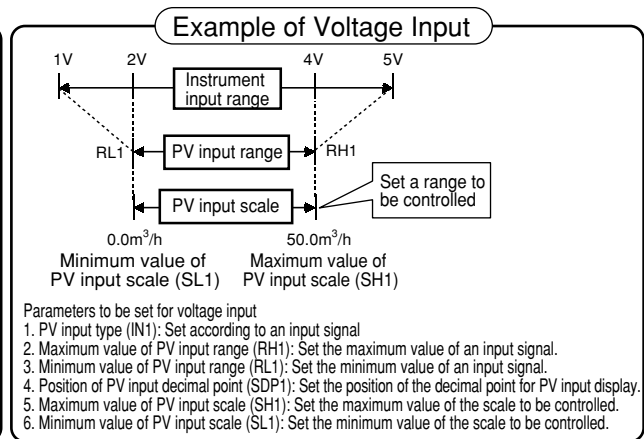 Example of Voltage Input
1V 2V 4V 5V
Instrument
input range
RL1 PV input range RH1
PV input scale
Set a range to
be controlled
0.0m³/h 50.0m³/h
Minimum value of Maximum value of
PV input scale (SL1) PV input scale (SH1)
Parameters to be set for voltage input
1. PV input type (IN1): Set according to an input signal
2. Maximum value of PV input range (RH1): Set the maximum value of an input signal.
3. Minimum value of PV input range (RL1): Set the minimum value of an input signal.
4. Position of PV input decimal point (SDP1): Set the position of the decimal point for PV input display.
5. Maximum value of PV input scale (SH1): Set the maximum value of the scale to be controlled.
6. Minimum value of PV input scale (SL1): Set the minimum value of the scale to be controlled.